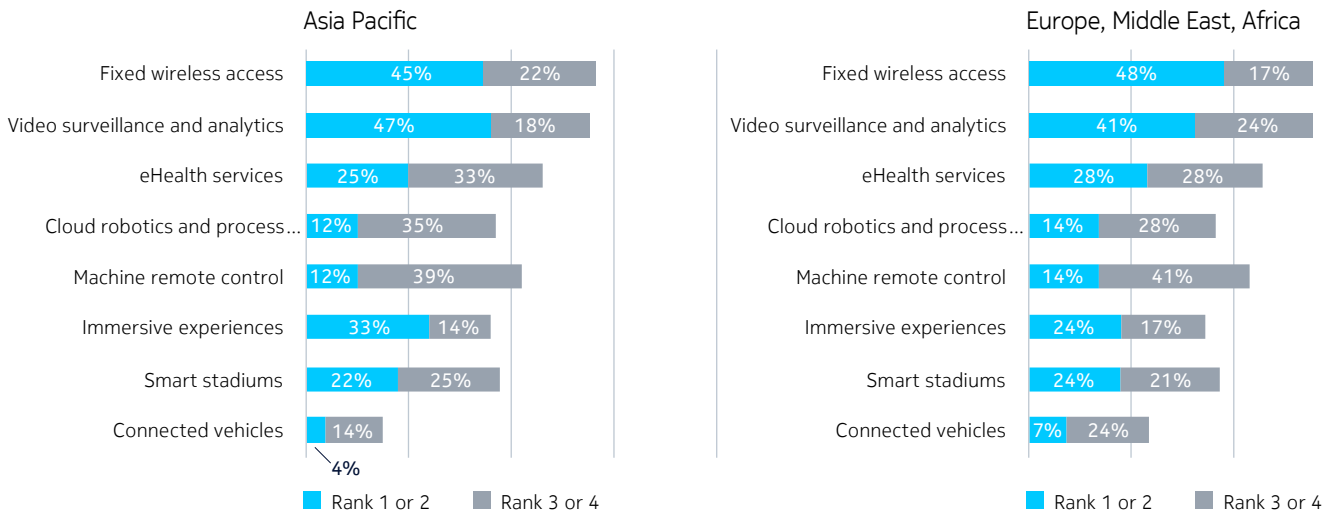 Asia Pacific
Fixed wireless access 45% 22%
Video surveillance and analytics 47% 18%
eHealth services 25% 33%
Cloud robotics and process... 12% 35%
Machine remote control 12% 39%
Immersive experiences 33% 14%
Smart stadiums 22% 25%
Connected vehicles 14%
4%
Rank 1 or 2 Rank 3 or 4
Europe, Middle East, Africa
Fixed wireless access 48% 17%
Video surveillance and analytics 41% 24%
eHealth services 28% 28%
Cloud robotics and process... 14% 28%
Machine remote control 14% 41%
Immersive experiences 24% 17%
Smart stadiums 24% 21%
Connected vehicles 7% 24%
Rank 1 or 2 Rank 3 or 4